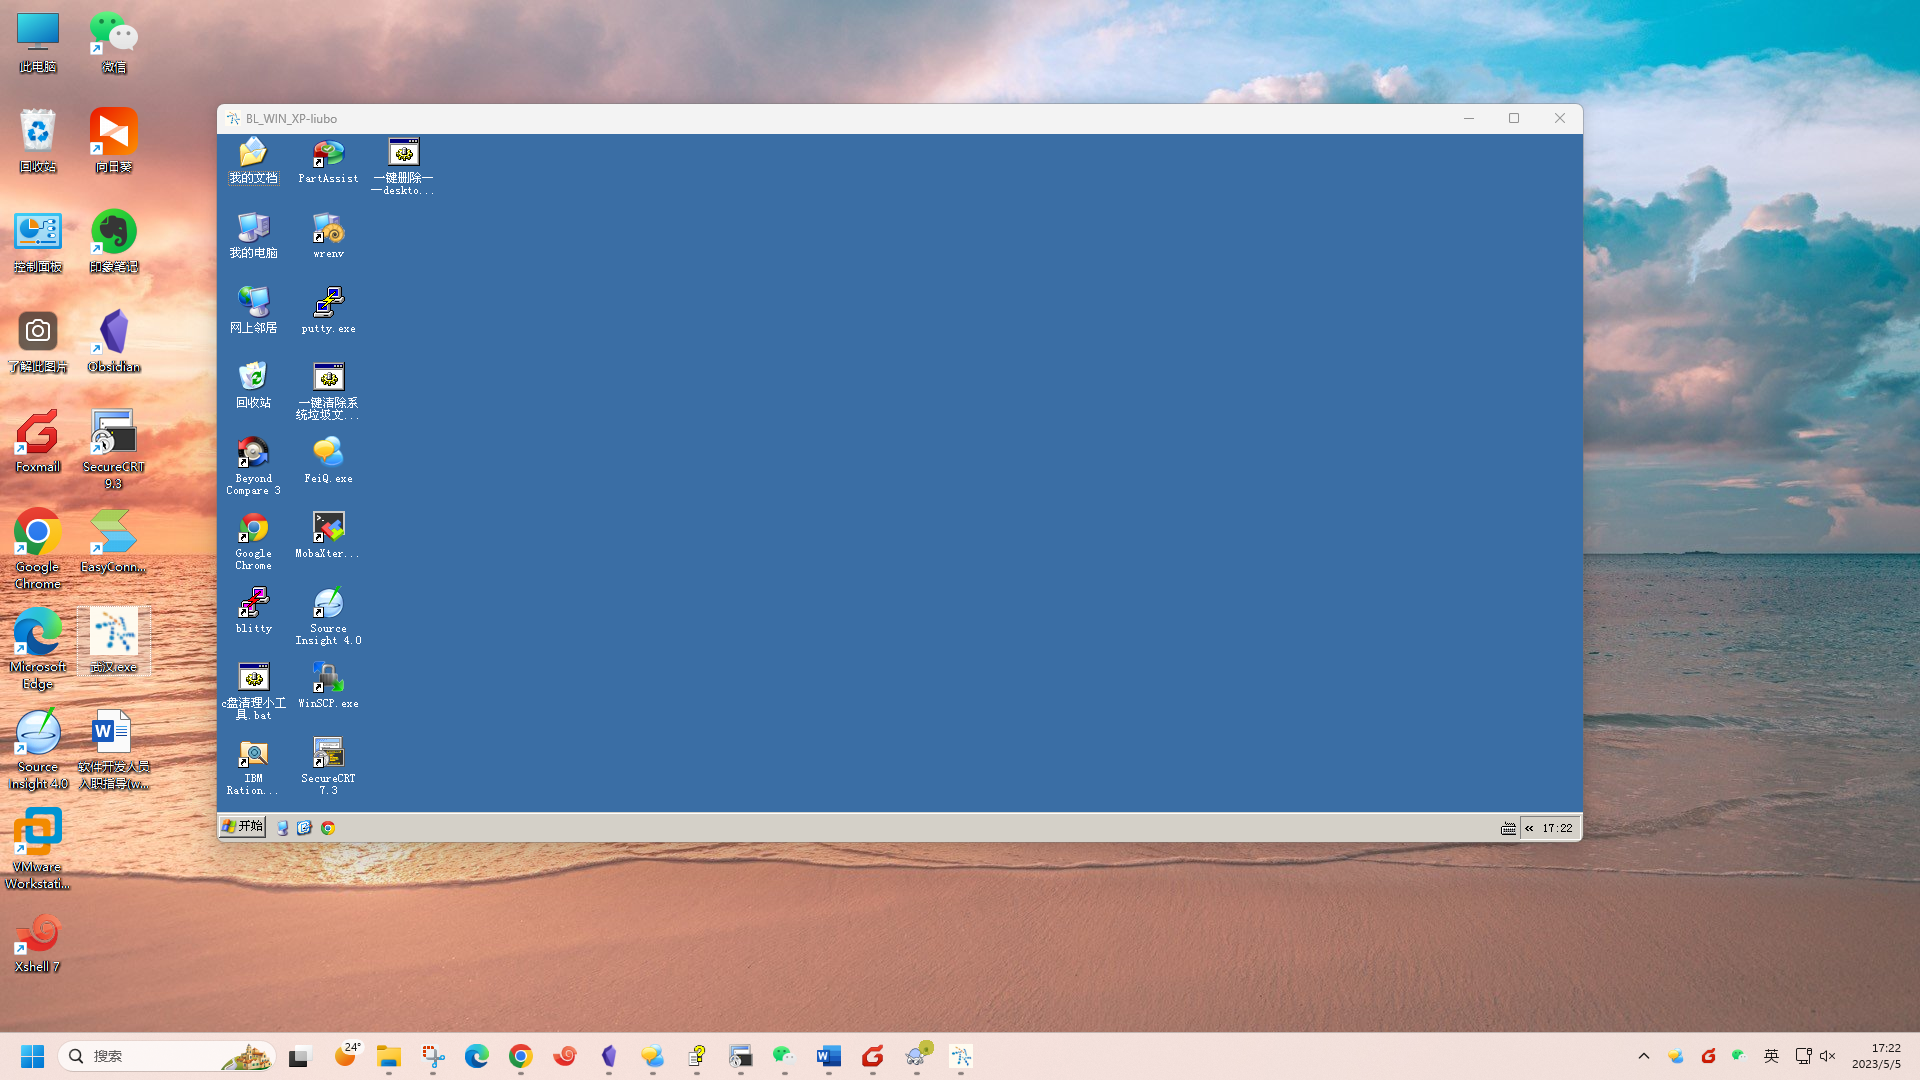 此电脑
微信
回收站
向日葵
控制面板
印象笔记
了解此图片
Obsidian
Foxmail
SecureCRT
9.3
Google
Chrome
EasyConn...
Microsoft
Edge
武汉.exe
Source
Insight 4.0
软件开发人员
入职指导(w...
VMware
Workstati...
Xshell 7
BL_WIN_XP-liubo
我的文档
PartAssist
一键删除一
一deskto...
我的电脑
wrenv
网上邻居
putty.exe
回收站
一键清除系
统垃圾文...
Beyond
Compare 3
FeiQ.exe
Google
Chrome
MobaXter...
blitty
Source
Insight 4.0
c盘清理小工
具.bat
WinSCP.exe
IBM
Ration...
SecureCRT
7.3
开始
« 17:22
搜索
24°
英
17:22
2023/5/5